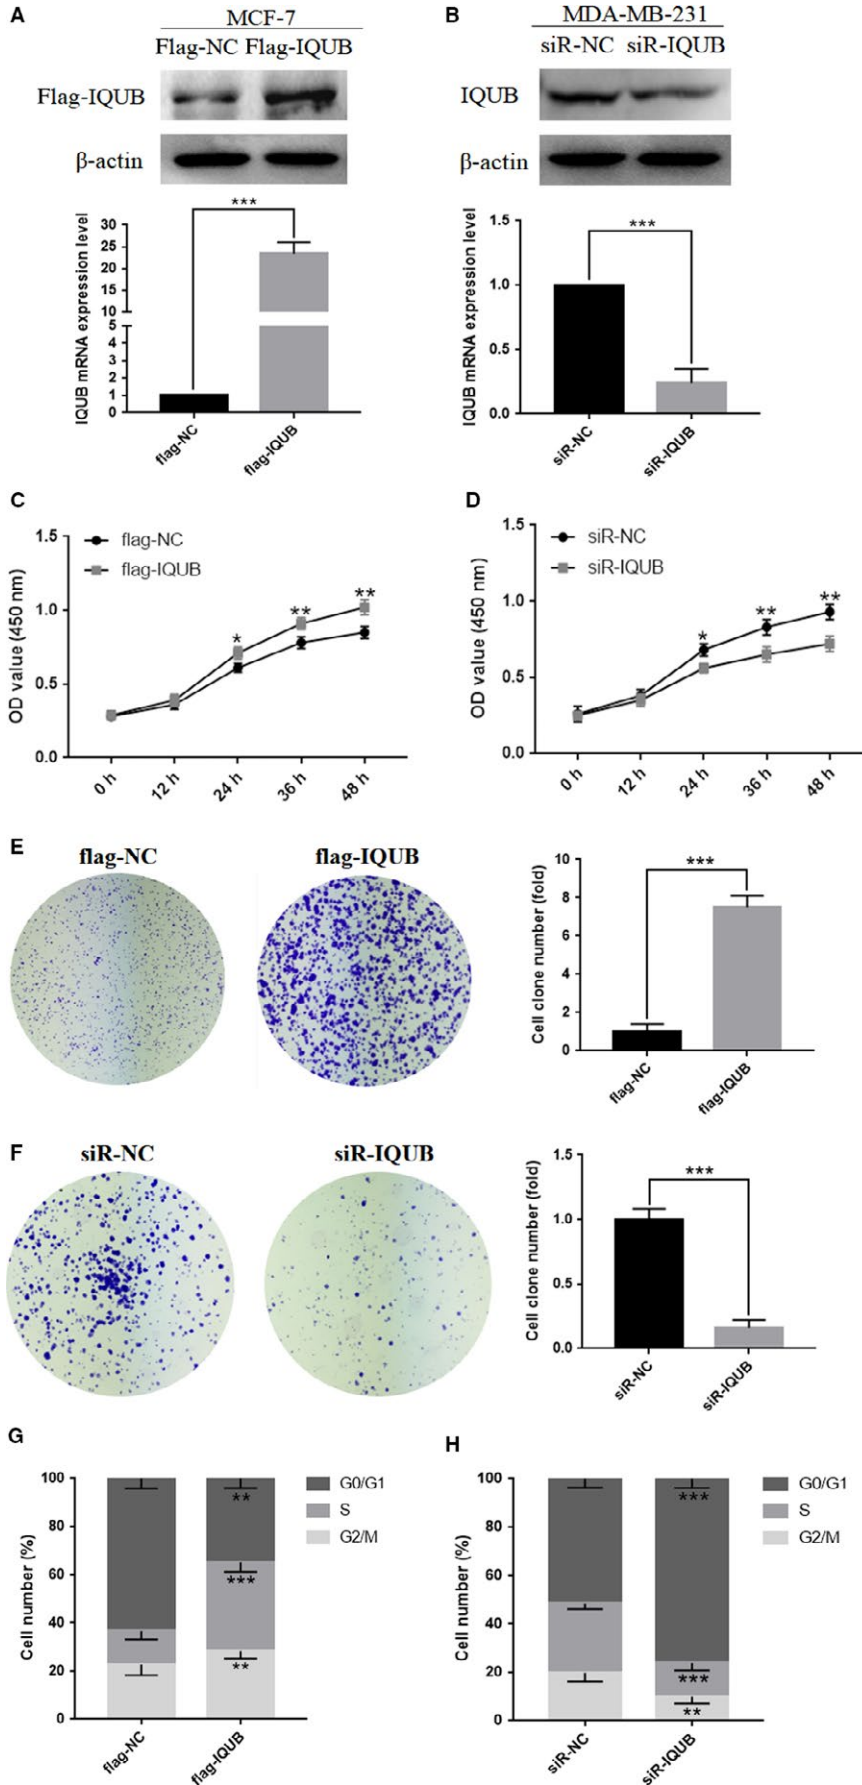 A
MCF-7
Flag-NC Flag-IQUB
Flag-IQUB
β-actin
IQUB mRNA expression level
30
25
20
15
10
5
4
3
2
1
0
***
flag-NC
flag-IQUB
B
MDA-MB-231
siR-NC siR-IQUB
IQUB
β-actin
IQUB mRNA expression level
1.5
1.0
0.5
0.0
***
siR-NC
siR-IQUB
C
OD value (450 nm)
1.5
1.0
0.5
0.0
flag-NC
flag-IQUB
*
**
**
0 h
12 h
24 h
36 h
48 h
D
OD value (450 nm)
1.5
1.0
0.5
0.0
siR-NC
siR-IQUB
*
**
**
0 h
12 h
24 h
36 h
48 h
E
flag-NC
flag-IQUB
Cell clone number (fold)
10
8
6
4
2
0
***
flag-NC
flag-IQUB
F
siR-NC
siR-IQUB
Cell clone number (fold)
1.5
1.0
0.5
0.0
***
siR-NC
siR-IQUB
G
Cell number (%)
100
80
60
40
20
0
**
***
**
G0/G1
S
G2/M
flag-NC
flag-IQUB
H
Cell number (%)
100
80
60
40
20
0
***
***
**
G0/G1
S
G2/M
siR-NC
siR-IQUB